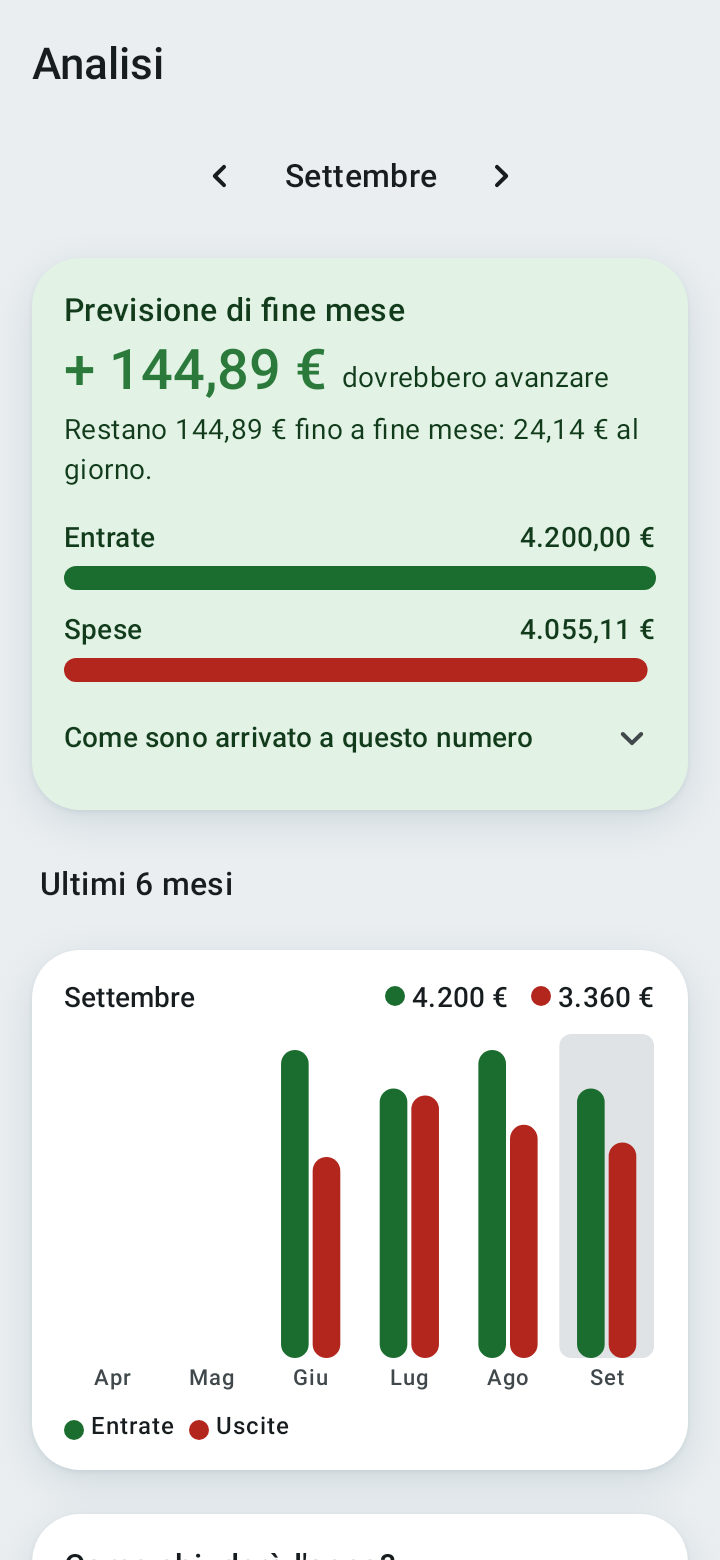 Analisi
Settembre
Previsione di fine mese
+ 144,89 € dovrebbero avanzare
Restano 144,89 € fino a fine mese: 24,14 € al
giorno.
Entrate 4.200,00 €
Spese 4.055,11 €
Come sono arrivato a questo numero
Ultimi 6 mesi
Settembre 4.200 € 3.360 €
Apr Mag Giu Lug Ago Set
Entrate Uscite